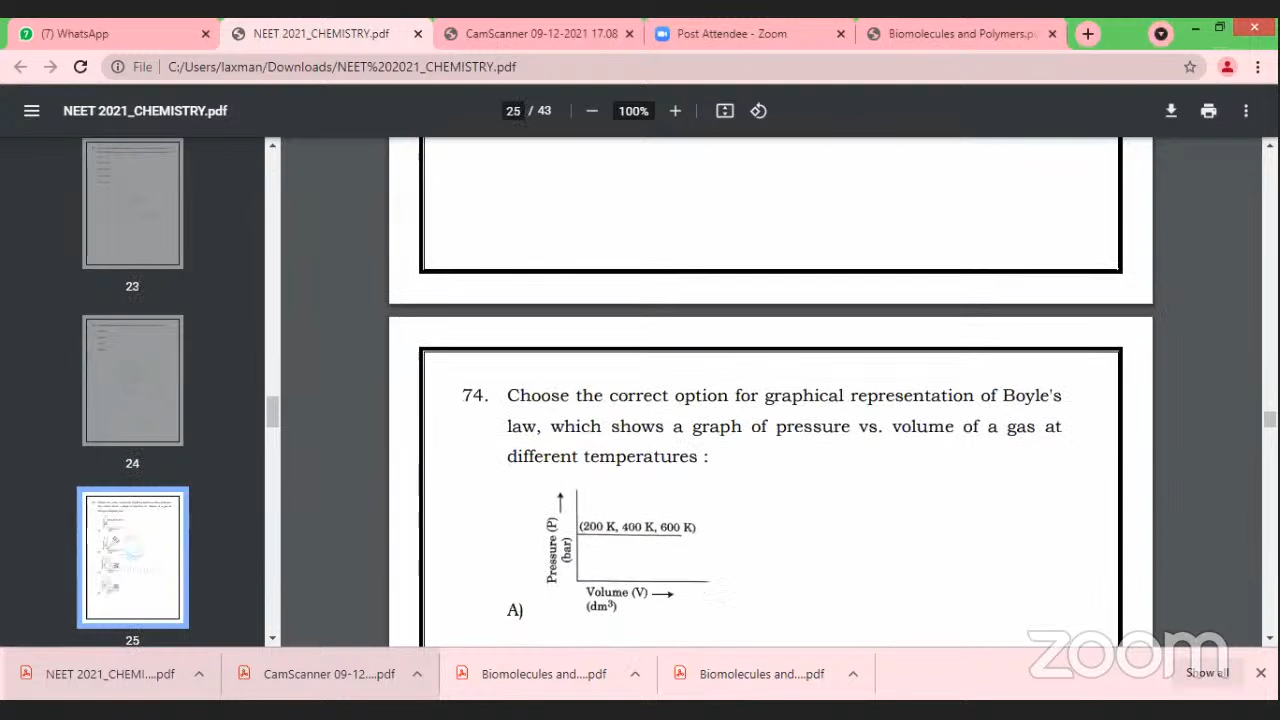 (7) WhatsApp
NEET 2021_CHEMISTRY.pdf
CamScanner 09-12-2021 17.08
Post Attendee - Zoom
Biomolecules and Polymers.p
File
C:/Users/laxman/Downloads/NEET%202021_CHEMISTRY.pdf
NEET 2021_CHEMISTRY.pdf
25 / 43
100%
23
24
25
74. Choose the correct option for graphical representation of Boyle's
law, which shows a graph of pressure vs. volume of a gas at
different temperatures :
Pressure (P)
(bar)
(200 K, 400 K, 600 K)
Volume (V)
(dm³)
A)
zoom
NEET 2021_CHEMI....pdf
CamScanner 09-12....pdf
Biomolecules and....pdf
Biomolecules and....pdf
Show all